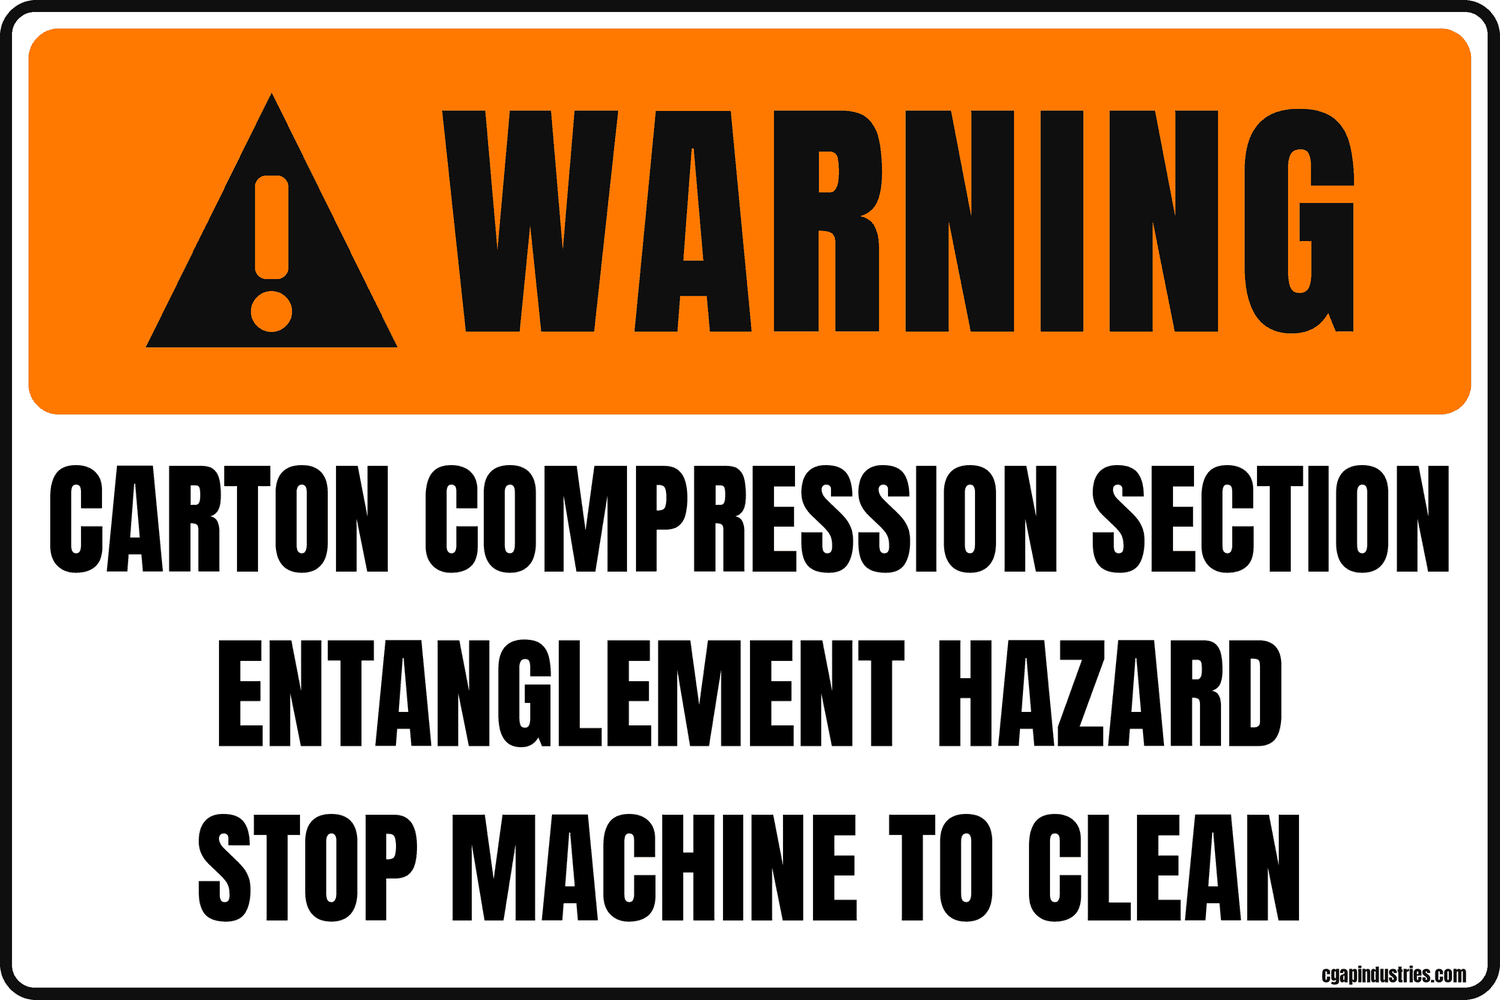 WARNING
CARTON COMPRESSION SECTION
ENTANGLEMENT HAZARD
STOP MACHINE TO CLEAN
cgapindustries.com